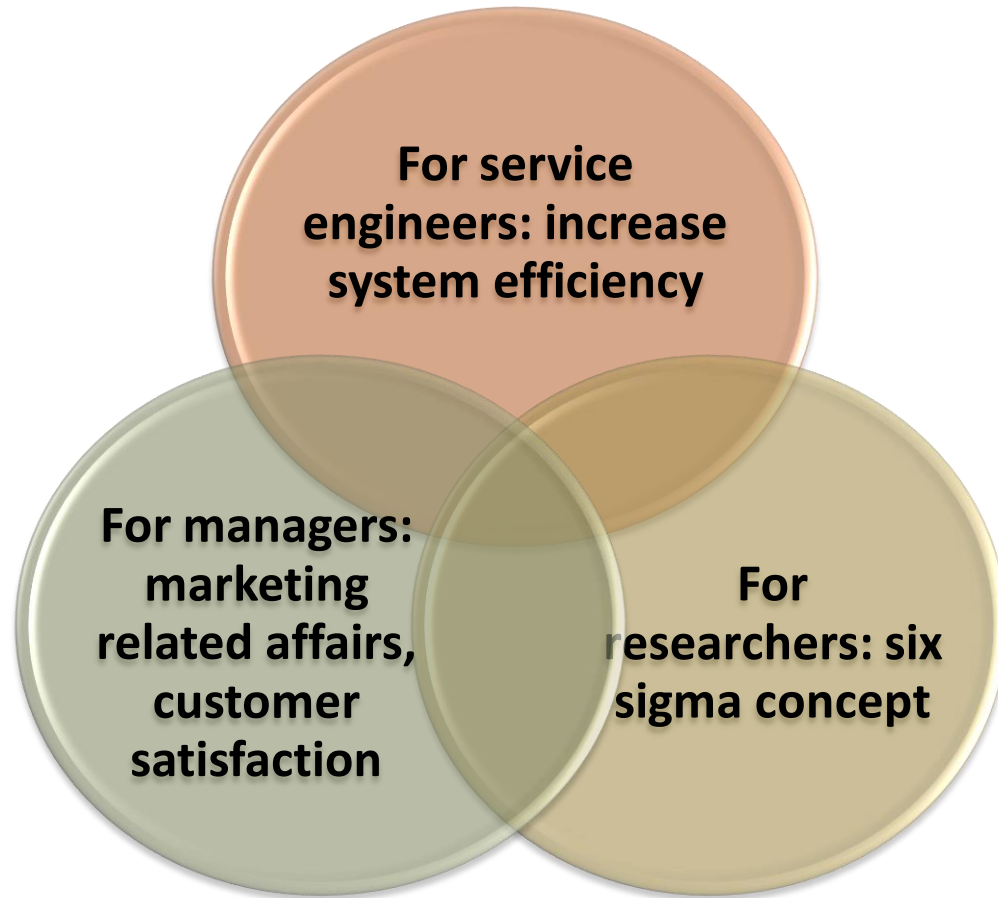 For service
engineers: increase
system efficiency
For managers:
marketing
related affairs,
customer
satisfaction
For
researchers: six
sigma concept